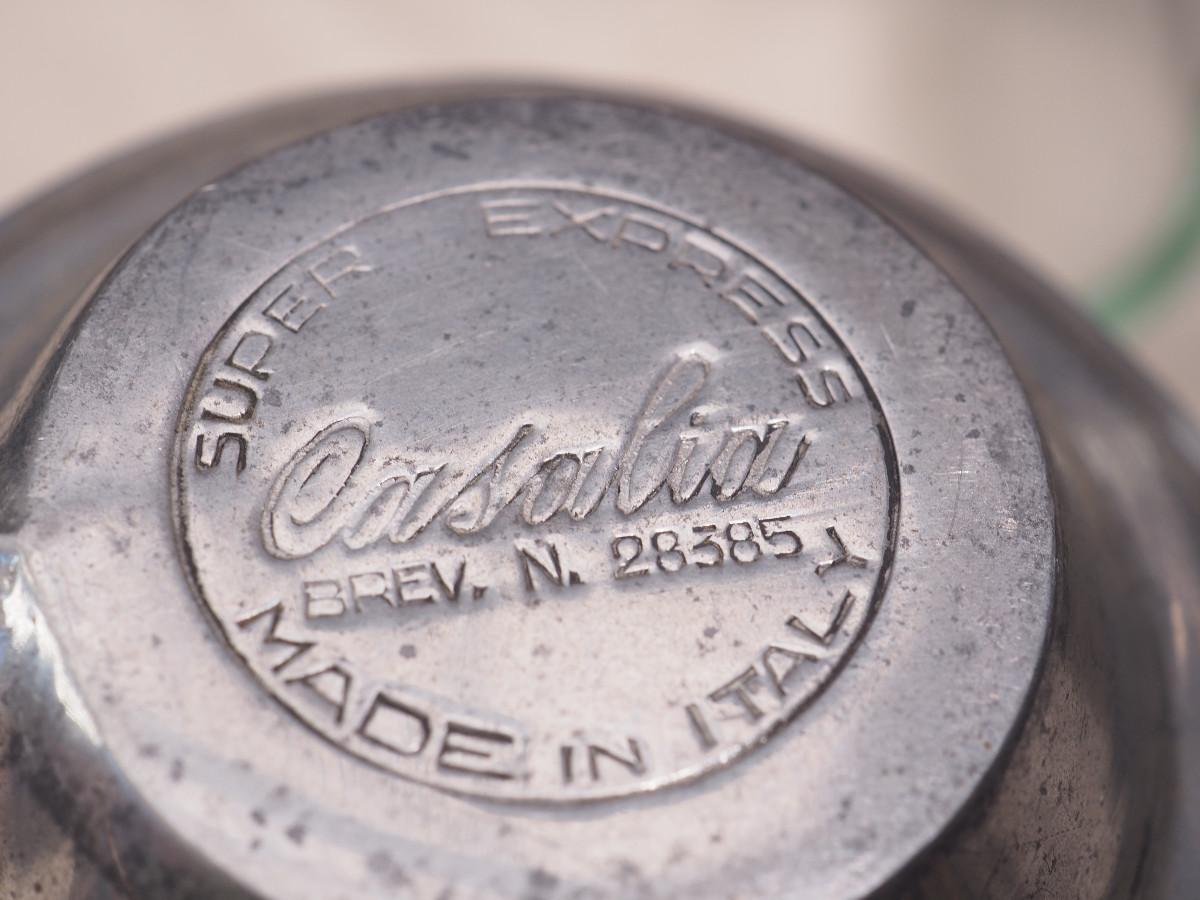 SUPER EXPRESS
Casalia
BREV. N. 28385
MADE IN ITALY